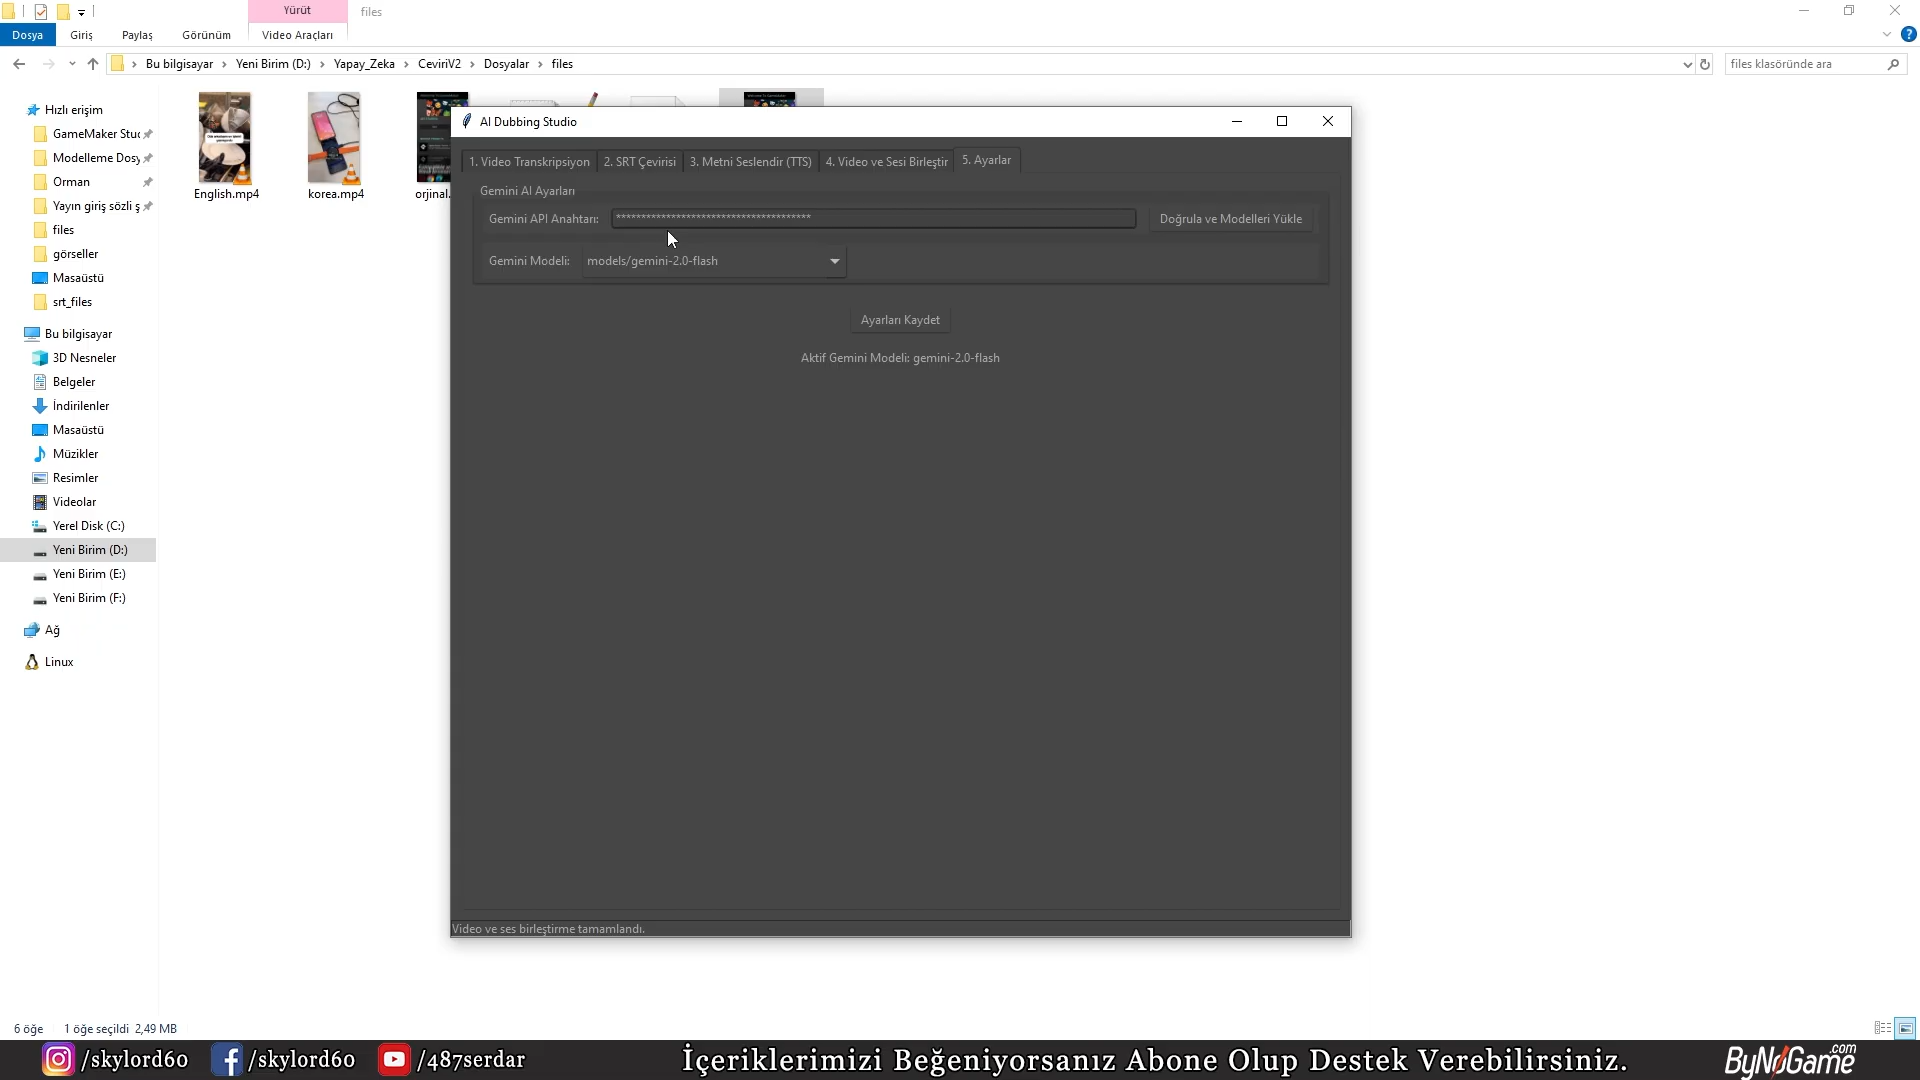 Yürüt
files
Dosya
Giriş
Paylaş
Görünüm
Video Araçları
Bu bilgisayar
Yeni Birim (D:)
Yapay_Zeka
CeviriV2
Dosyalar
files
files klasöründe ara
Hızlı erişim
GameMaker Stuc
Modelleme Dosy
Orman
Yayın giriş sözli ş
files
görseller
Masaüstü
srt_files
Bu bilgisayar
3D Nesneler
Belgeler
İndirilenler
Masaüstü
Müzikler
Resimler
Videolar
Yerel Disk (C:)
Yeni Birim (D:)
Yeni Birim (E:)
Yeni Birim (F:)
Ağ
Linux
English.mp4
korea.mp4
orjinal.
AI Dubbing Studio
1. Video Transkripsiyon
2. SRT Çevirisi
3. Metni Seslendir (TTS)
4. Video ve Sesi Birleştir
5. Ayarlar
Gemini AI Ayarları
Gemini API Anahtarı:
***************************************
Doğrula ve Modelleri Yükle
Gemini Modeli:
models/gemini-2.0-flash
Ayarları Kaydet
Aktif Gemini Modeli: gemini-2.0-flash
Video ve ses birleştirme tamamlandı.
6 öğe
1 öğe seçildi 2,49 MB
/skylord60
/skylord60
/487serdar
İçeriklerimizi Beğeniyorsanız Abone Olup Destek Verebilirsiniz.
ByNoGame.com